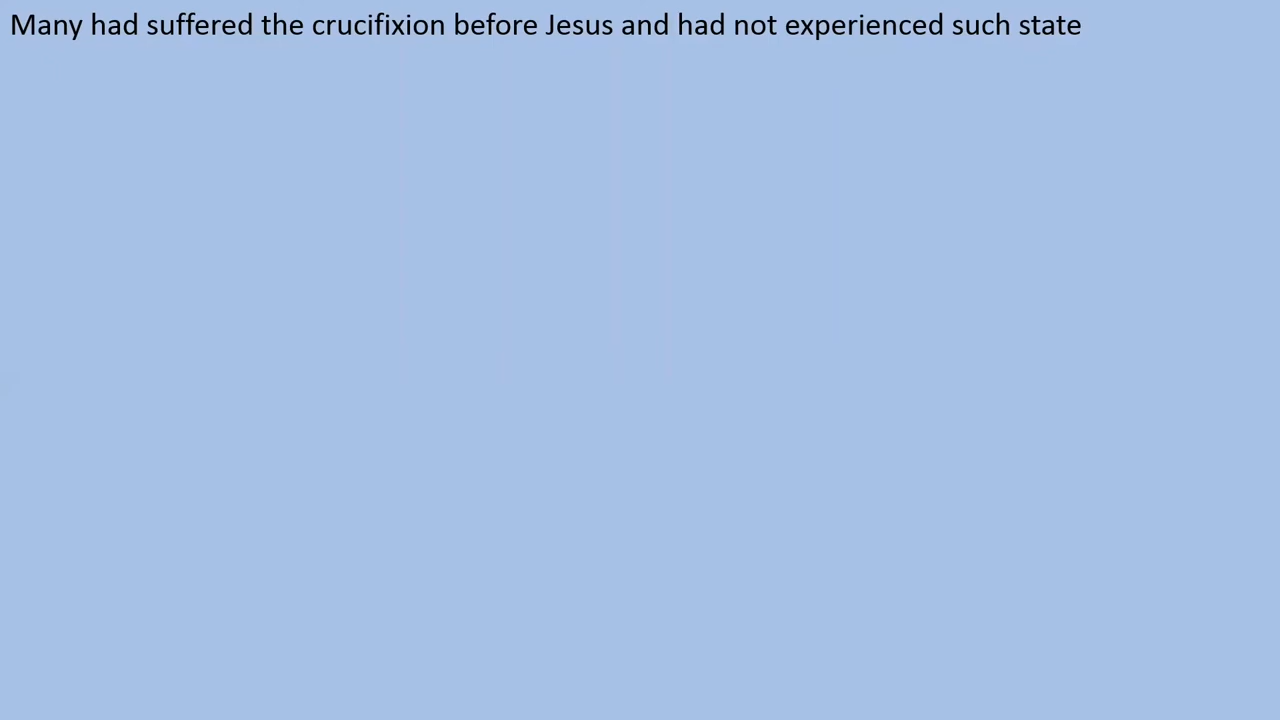 Many had suffered the crucifixion before Jesus and had not experienced such state